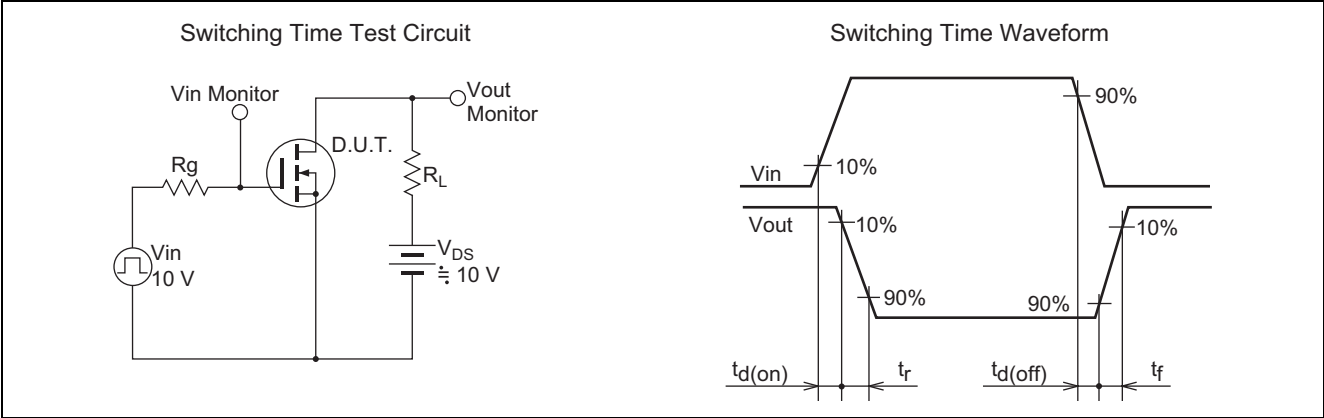 Switching Time Test Circuit
Vin Monitor
Vout
Monitor
D.U.T.
Rg
RL
Vin
10 V
VDS
≒ 10 V
Switching Time Waveform
90%
10%
Vin
Vout
10%
10%
90%
90%
td(on)
tr
td(off)
tf